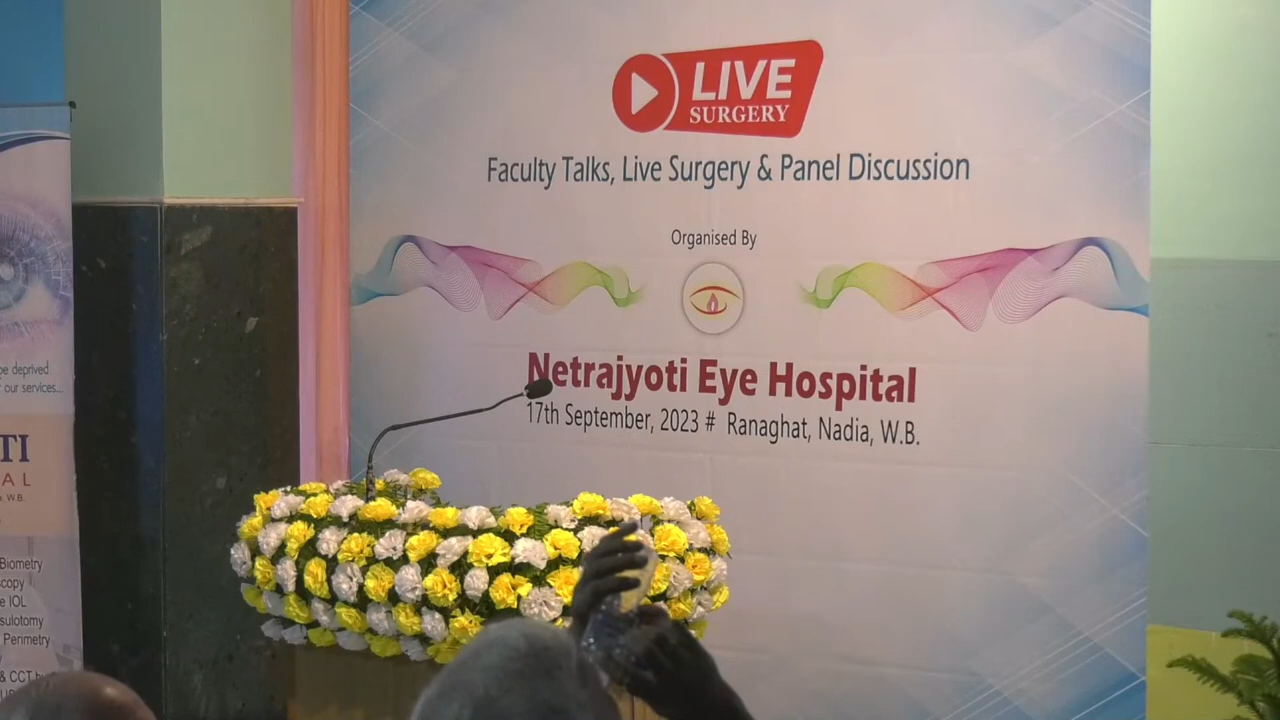 LIVE
SURGERY
Faculty Talks, Live Surgery & Panel Discussion
Organised By
Netrajyoti Eye Hospital
17th September, 2023 # Ranaghat, Nadia, W.B.
be deprived
our services...
TI
AL
W.B.
Biometry
copy
e IOL
sulotomy
Perimetry
& CCT